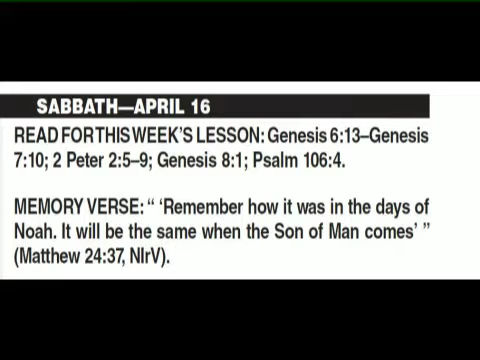 SABBATH—APRIL 16
READ FOR THIS WEEK'S LESSON: Genesis 6:13–Genesis
7:10; 2 Peter 2:5–9; Genesis 8:1; Psalm 106:4.
MEMORY VERSE: “ ‘Remember how it was in the days of
Noah. It will be the same when the Son of Man comes’ ”
(Matthew 24:37, NIrV).